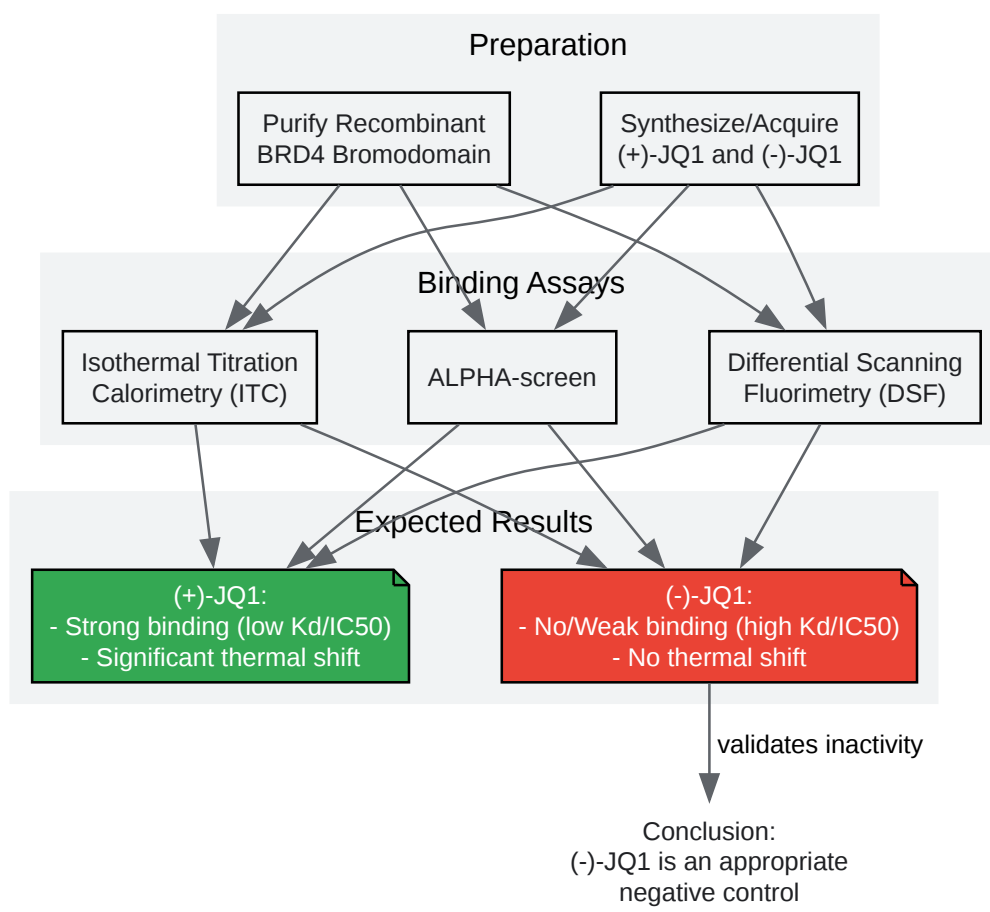 Preparation
Purify Recombinant
BRD4 Bromodomain
Synthesize/Acquire
(+)-JQ1 and (-)-JQ1
Binding Assays
Isothermal Titration
Calorimetry (ITC)
ALPHA-screen
Differential Scanning
Fluorimetry (DSF)
Expected Results
(+)-JQ1:
- Strong binding (low Kd/IC50)
- Significant thermal shift
(-)-JQ1:
- No/Weak binding (high Kd/IC50)
- No thermal shift
validates inactivity
Conclusion:
(-)-JQ1 is an appropriate
negative control